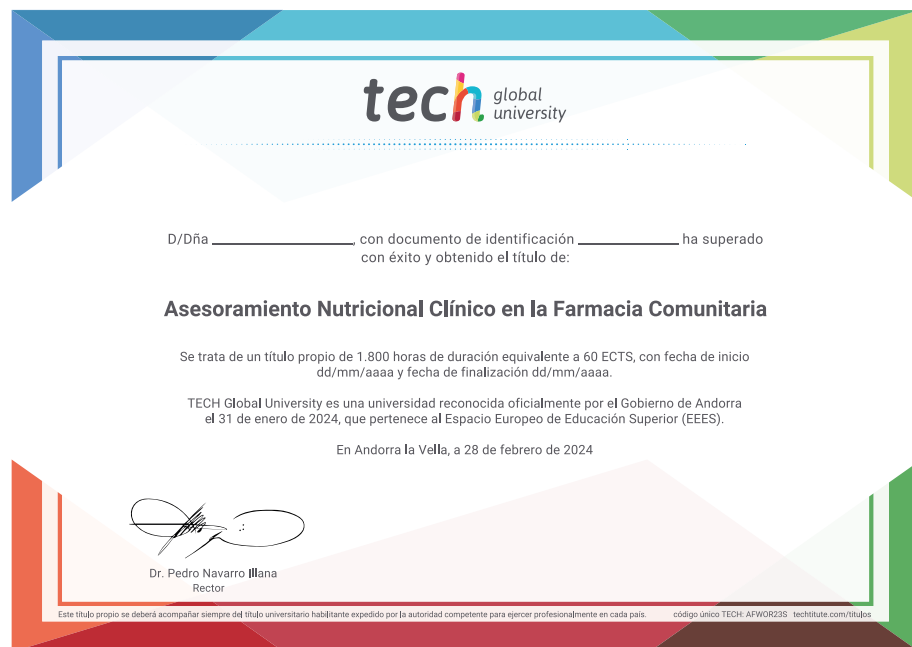 tech global
university
D/Dña ______________, con documento de identificación ______________ ha superado
con éxito y obtenido el título de:
Asesoramiento Nutricional Clínico en la Farmacia Comunitaria
Se trata de un título propio de 1.800 horas de duración equivalente a 60 ECTS, con fecha de inicio
dd/mm/aaaa y fecha de finalización dd/mm/aaaa.
TECH Global University es una universidad reconocida oficialmente por el Gobierno de Andorra
el 31 de enero de 2024, que pertenece al Espacio Europeo de Educación Superior (EEES).
En Andorra la Vella, a 28 de febrero de 2024
Dr. Pedro Navarro Illana
Rector
Este título propio se deberá acompañar siempre del título universitario habilitante expedido por la autoridad competente para ejercer profesionalmente en cada país. código único TECH: AFWOR23S techtitute.com/titulos